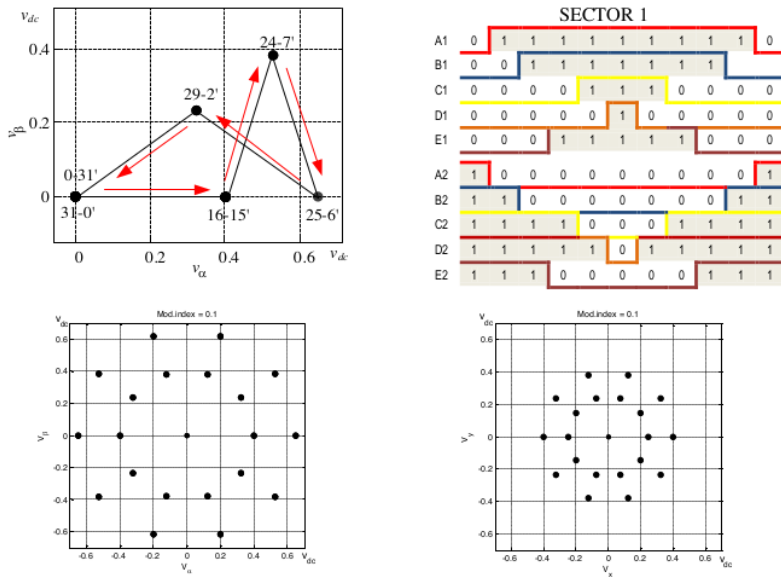 v_dc
0.4
0.2
0
v_β
24-7'
29-2'
0-31'
31-0'
16-15'
25-6'
0 0.2 0.4 0.6
v_α
v_dc
SECTOR 1
A1 0 1 1 1 1 1 1 1 1 1 0
B1 0 0 1 1 1 1 1 1 1 0 0
C1 0 0 0 0 1 1 1 0 0 0 0
D1 0 0 0 0 0 1 0 0 0 0 0
E1 0 0 0 1 1 1 1 1 0 0 0
A2 1 0 0 0 0 0 0 0 0 0 1
B2 1 1 0 0 0 0 0 0 0 1 1
C2 1 1 1 1 0 0 0 1 1 1 1
D2 1 1 1 1 1 0 1 1 1 1 1
E2 1 1 1 0 0 0 0 0 1 1 1
V_dc
Mod.index = 0.1
0.6
0.4
0.2
0
-0.2
-0.4
-0.6
V_β
-0.6 -0.4 -0.2 0 0.2 0.4 0.6
V_α
V_dc
V_dc
Mod.index = 0.1
0.6
0.4
0.2
0
-0.2
-0.4
-0.6
V_y
-0.6 -0.4 -0.2 0 0.2 0.4 0.6
V_x
V_dc